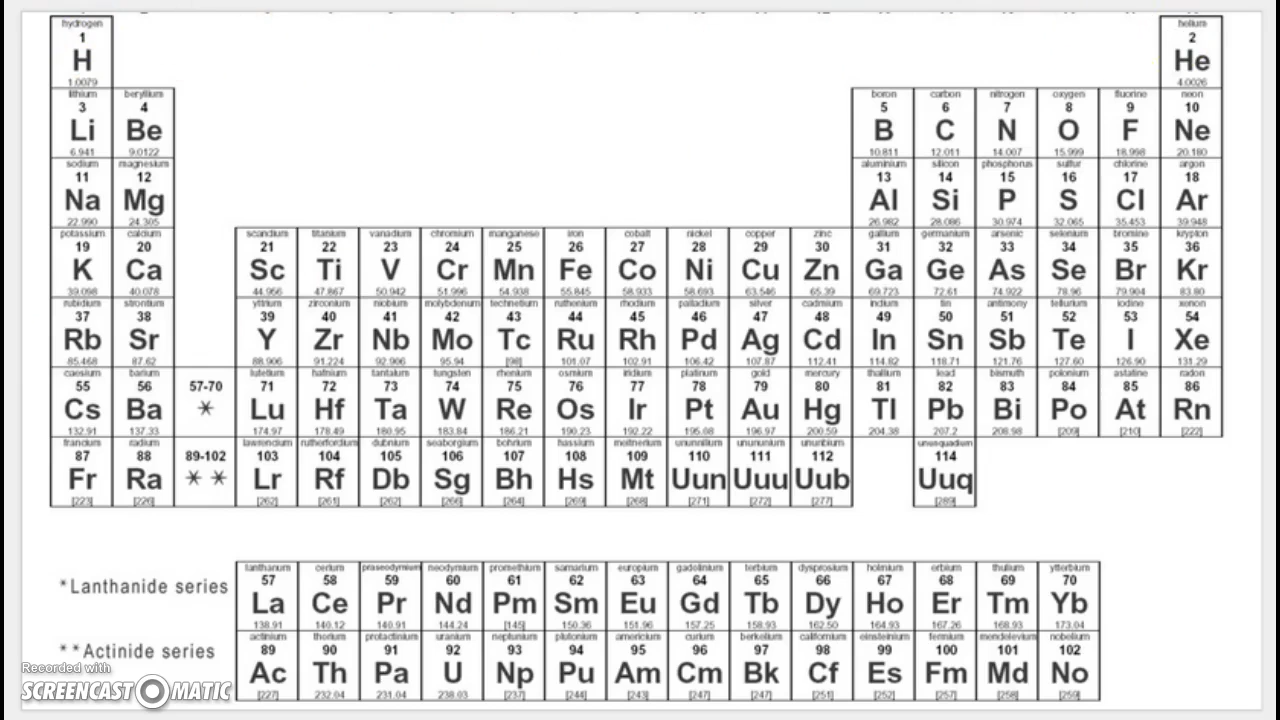 hydrogen helium
1 2
H He
1.0079 4.0026
lithium beryllium boron carbon nitrogen oxygen fluorine neon
3 4 5 6 7 8 9 10
Li Be B C N O F Ne
6.941 9.0122 10.811 12.011 14.007 15.999 18.998 20.180
sodium magnesium aluminium silicon phosphorus sulfur chlorine argon
11 12 13 14 15 16 17 18
Na Mg Al Si P S Cl Ar
22.990 24.305 26.982 28.086 30.974 32.065 35.453 39.948
potassium calcium scandium titanium vanadium chromium manganese iron cobalt nickel copper zinc gallium germanium arsenic selenium bromine krypton
19 20 21 22 23 24 25 26 27 28 29 30 31 32 33 34 35 36
K Ca Sc Ti V Cr Mn Fe Co Ni Cu Zn Ga Ge As Se Br Kr
39.098 40.078 44.956 47.867 50.942 51.996 54.938 55.845 58.933 58.693 63.546 65.39 69.723 72.61 74.922 78.96 79.904 83.80
rubidium strontium yttrium zirconium niobium molybdenum technetium ruthenium rhodium palladium silver cadmium indium tin antimony tellurium iodine xenon
37 38 39 40 41 42 43 44 45 46 47 48 49 50 51 52 53 54
Rb Sr Y Zr Nb Mo Tc Ru Rh Pd Ag Cd In Sn Sb Te I Xe
85.468 87.62 88.906 91.224 92.906 95.94 [98] 101.07 102.91 106.42 107.87 112.41 114.82 118.71 121.76 127.60 126.90 131.29
caesium barium lutetium hafnium tantalum tungsten rhenium osmium iridium platinum gold mercury thallium lead bismuth polonium astatine radon
55 56 57-70 71 72 73 74 75 76 77 78 79 80 81 82 83 84 85 86
Cs Ba * Lu Hf Ta W Re Os Ir Pt Au Hg Tl Pb Bi Po At Rn
132.91 137.33 174.97 178.49 180.95 183.84 186.21 190.23 192.22 195.08 196.97 200.59 204.38 207.2 208.98 [209] [210] [222]
francium radium lawrencium rutherfordium dubnium seaborgium bohrium hassium meitnerium ununnilium unununium ununbium ununquadium
87 88 89-102 103 104 105 106 107 108 109 110 111 112 114
Fr Ra * * Lr Rf Db Sg Bh Hs Mt Uun Uuu Uub Uuq
[223] [226] [262] [261] [262] [266] [264] [269] [268] [271] [272] [277] [289]
lanthanum cerium praseodymium neodymium promethium samarium europium gadolinium terbium dysprosium holmium erbium thulium ytterbium
57 58 59 60 61 62 63 64 65 66 67 68 69 70
*Lanthanide series La Ce Pr Nd Pm Sm Eu Gd Tb Dy Ho Er Tm Yb
138.91 140.12 140.91 144.24 [145] 150.36 151.96 157.25 158.93 162.50 164.93 167.26 168.93 173.04
actinium thorium protactinium uranium neptunium plutonium americium curium berkelium californium einsteinium fermium mendelevium nobelium
**Actinide series 89 90 91 92 93 94 95 96 97 98 99 100 101 102
Ac Th Pa U Np Pu Am Cm Bk Cf Es Fm Md No
[227] 232.04 231.04 238.03 [237] [244] [243] [247] [247] [251] [252] [257] [258] [259]
Recorded with
SCREENCAST O MATIC